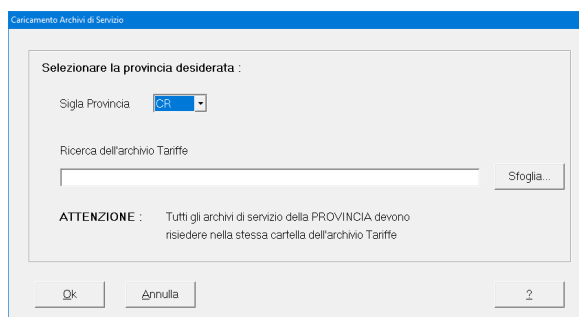 Caricamento Archivi di Servizio
Selezionare la provincia desiderata :
Sigla Provincia CR
Ricerca dell'archivio Tariffe
Sfoglia...
ATTENZIONE : Tutti gli archivi di servizio della PROVINCIA devono
risiedere nella stessa cartella dell'archivio Tariffe
Ok Annulla ?